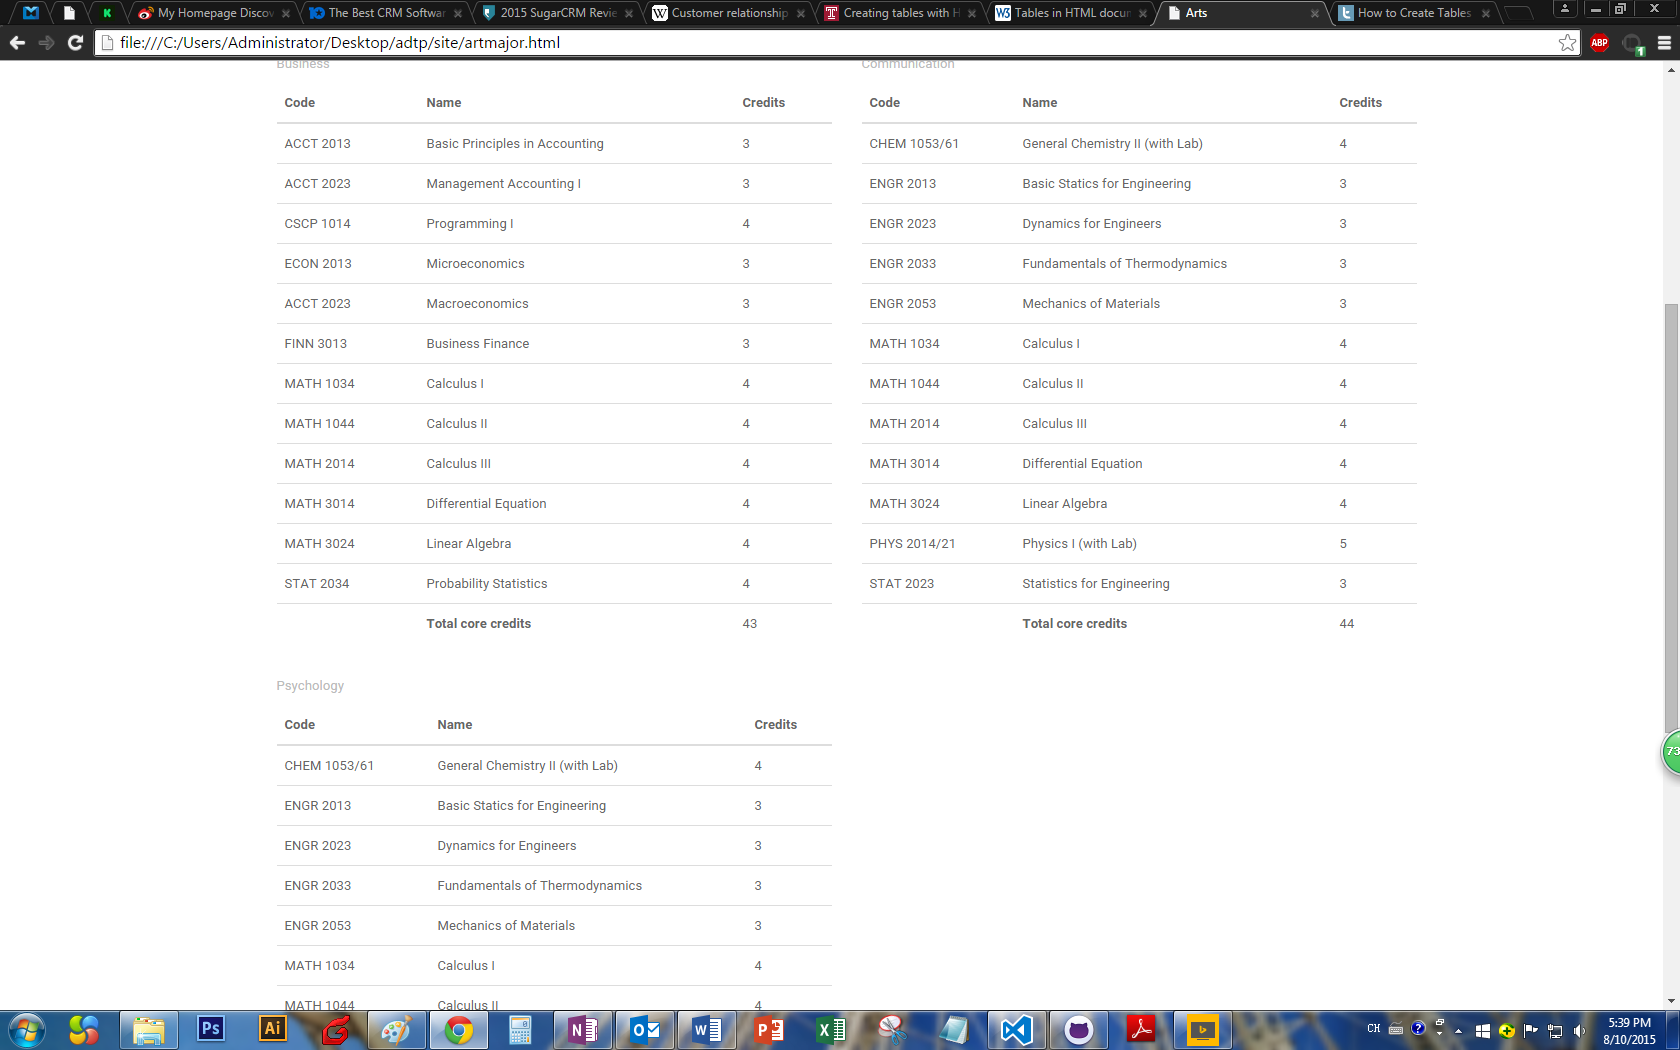 My Homepage Discov
The Best CRM Softwar
2015 SugarCRM Revie
Customer relationship
Creating tables with H
Tables in HTML docum
Arts
How to Create Tables
file:///C:/Users/Administrator/Desktop/adtp/site/artmajor.html
ABP
1
Business
Code Name Credits
ACCT 2013 Basic Principles in Accounting 3
ACCT 2023 Management Accounting I 3
CSCP 1014 Programming I 4
ECON 2013 Microeconomics 3
ACCT 2023 Macroeconomics 3
FINN 3013 Business Finance 3
MATH 1034 Calculus I 4
MATH 1044 Calculus II 4
MATH 2014 Calculus III 4
MATH 3014 Differential Equation 4
MATH 3024 Linear Algebra 4
STAT 2034 Probability Statistics 4
Total core credits 43
Communication
Code Name Credits
CHEM 1053/61 General Chemistry II (with Lab) 4
ENGR 2013 Basic Statics for Engineering 3
ENGR 2023 Dynamics for Engineers 3
ENGR 2033 Fundamentals of Thermodynamics 3
ENGR 2053 Mechanics of Materials 3
MATH 1034 Calculus I 4
MATH 1044 Calculus II 4
MATH 2014 Calculus III 4
MATH 3014 Differential Equation 4
MATH 3024 Linear Algebra 4
PHYS 2014/21 Physics I (with Lab) 5
STAT 2023 Statistics for Engineering 3
Total core credits 44
Psychology
Code Name Credits
CHEM 1053/61 General Chemistry II (with Lab) 4
ENGR 2013 Basic Statics for Engineering 3
ENGR 2023 Dynamics for Engineers 3
ENGR 2033 Fundamentals of Thermodynamics 3
ENGR 2053 Mechanics of Materials 3
MATH 1034 Calculus I 4
MATH 1044 Calculus II 4
73
Ps
Ai
CH
5:39 PM
8/10/2015